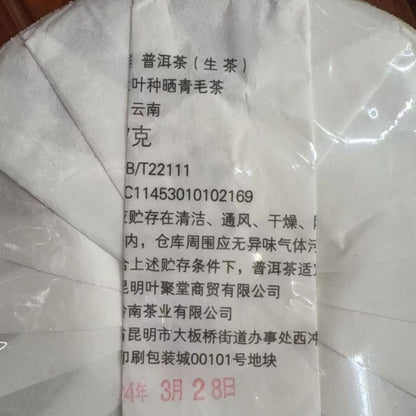 普洱茶（生茶）
叶种晒青毛茶
云南
克
B/T22111
C11453010102169
贮存在清洁、通风、干燥、
内，仓库周围应无异味气体污
上述贮存条件下，普洱茶适宜
昆明叶聚堂商贸有限公司
南茶业有限公司
昆明市大板桥街道办事处西冲
印刷包装城00101号地块
24年 3月28日